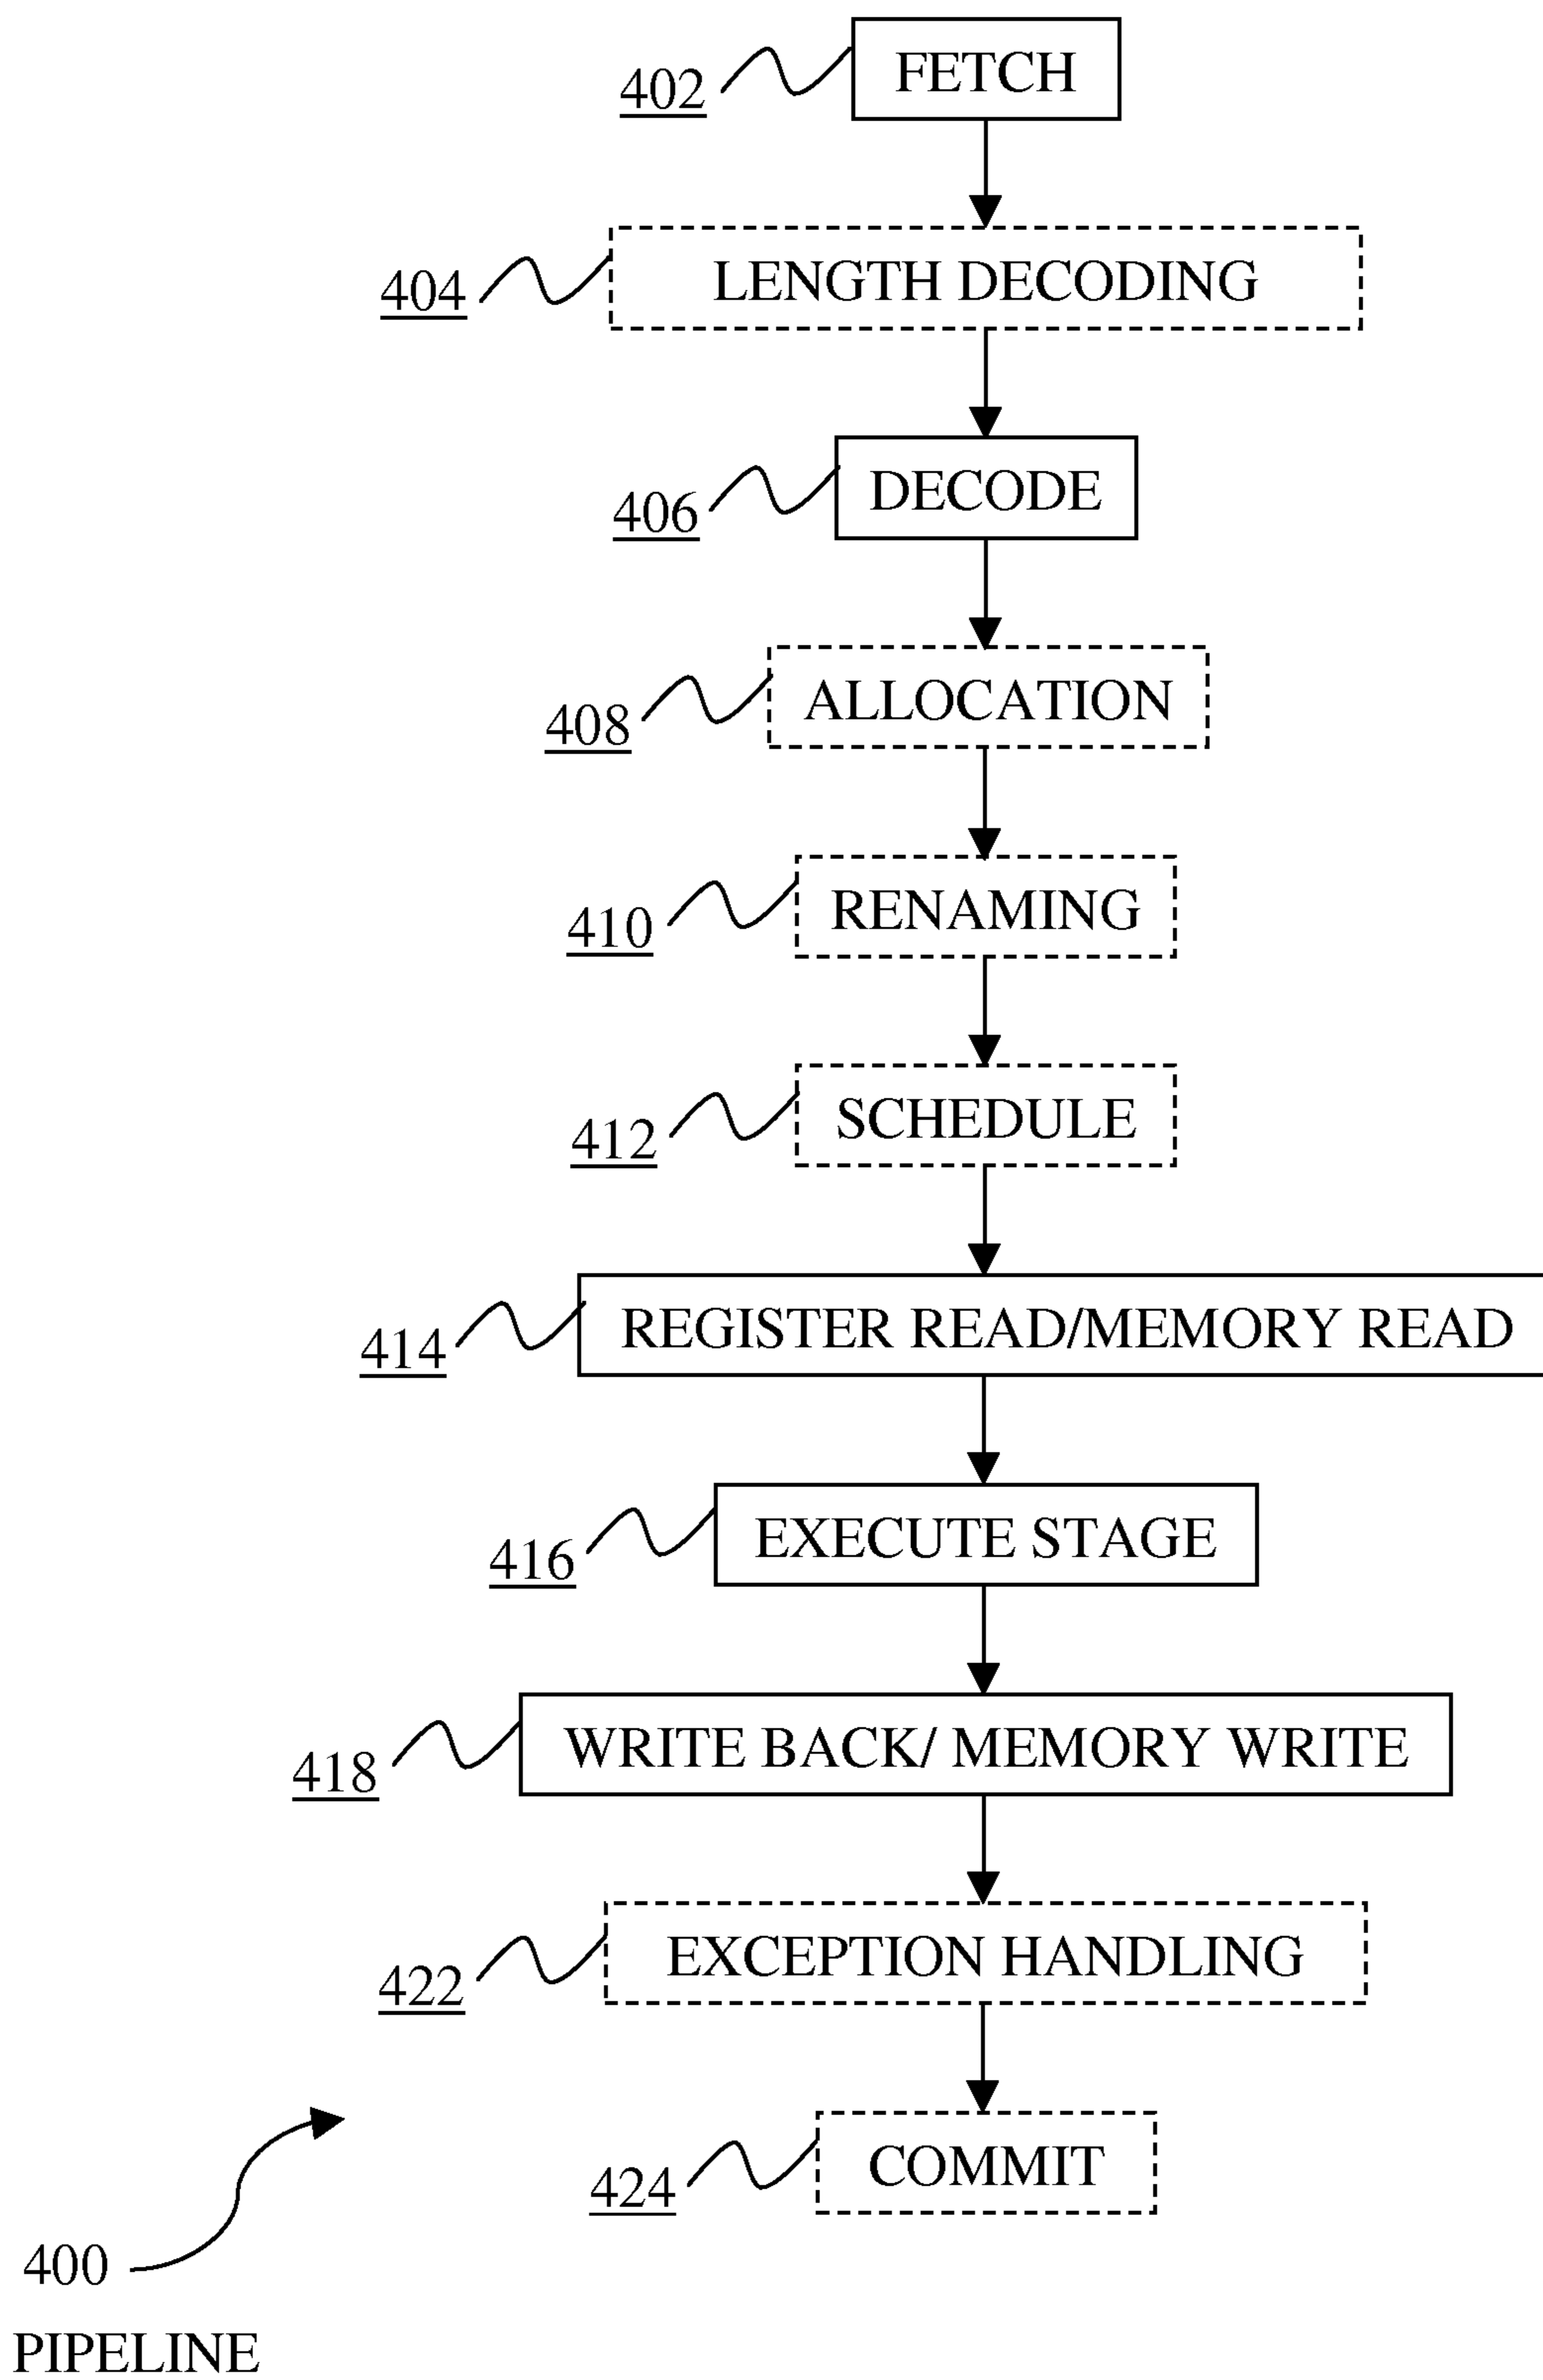 FETCH
402
LENGTH DECODING
404
DECODE
406
ALLOCATION
408
RENAMING
410
SCHEDULE
412
REGISTER READ/MEMORY READ
414
EXECUTE STAGE
416
WRITE BACK/ MEMORY WRITE
418
EXCEPTION HANDLING
422
COMMIT
424
400
PIPELINE